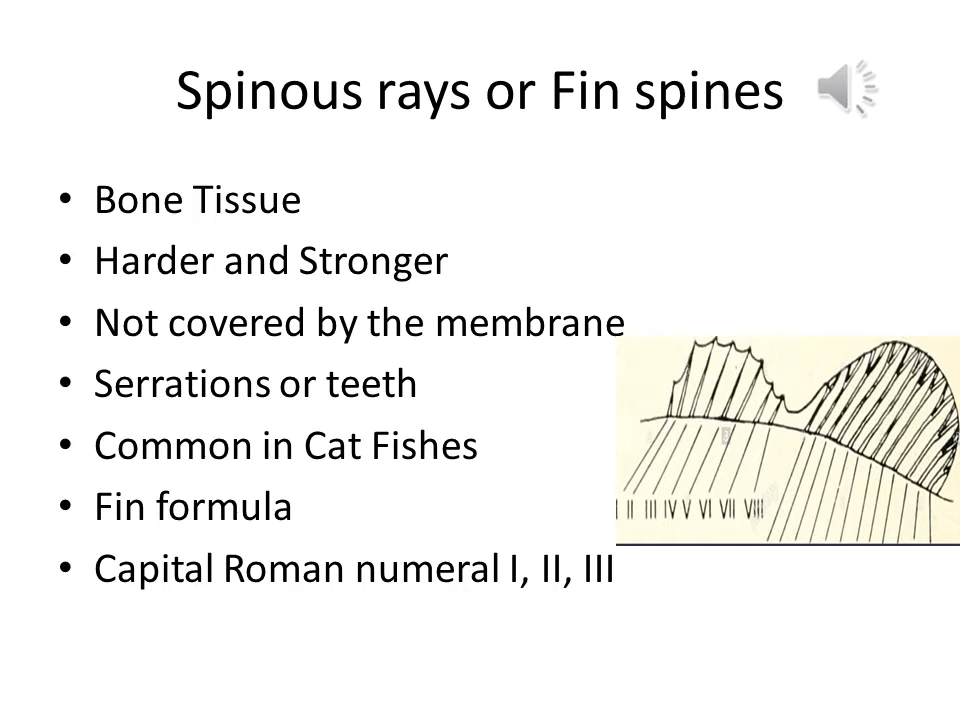 Spinous rays or Fin spines
• Bone Tissue
• Harder and Stronger
• Not covered by the membrane
• Serrations or teeth
• Common in Cat Fishes
• Fin formula
• Capital Roman numeral I, II, III
I II III IV V VI VII VIII